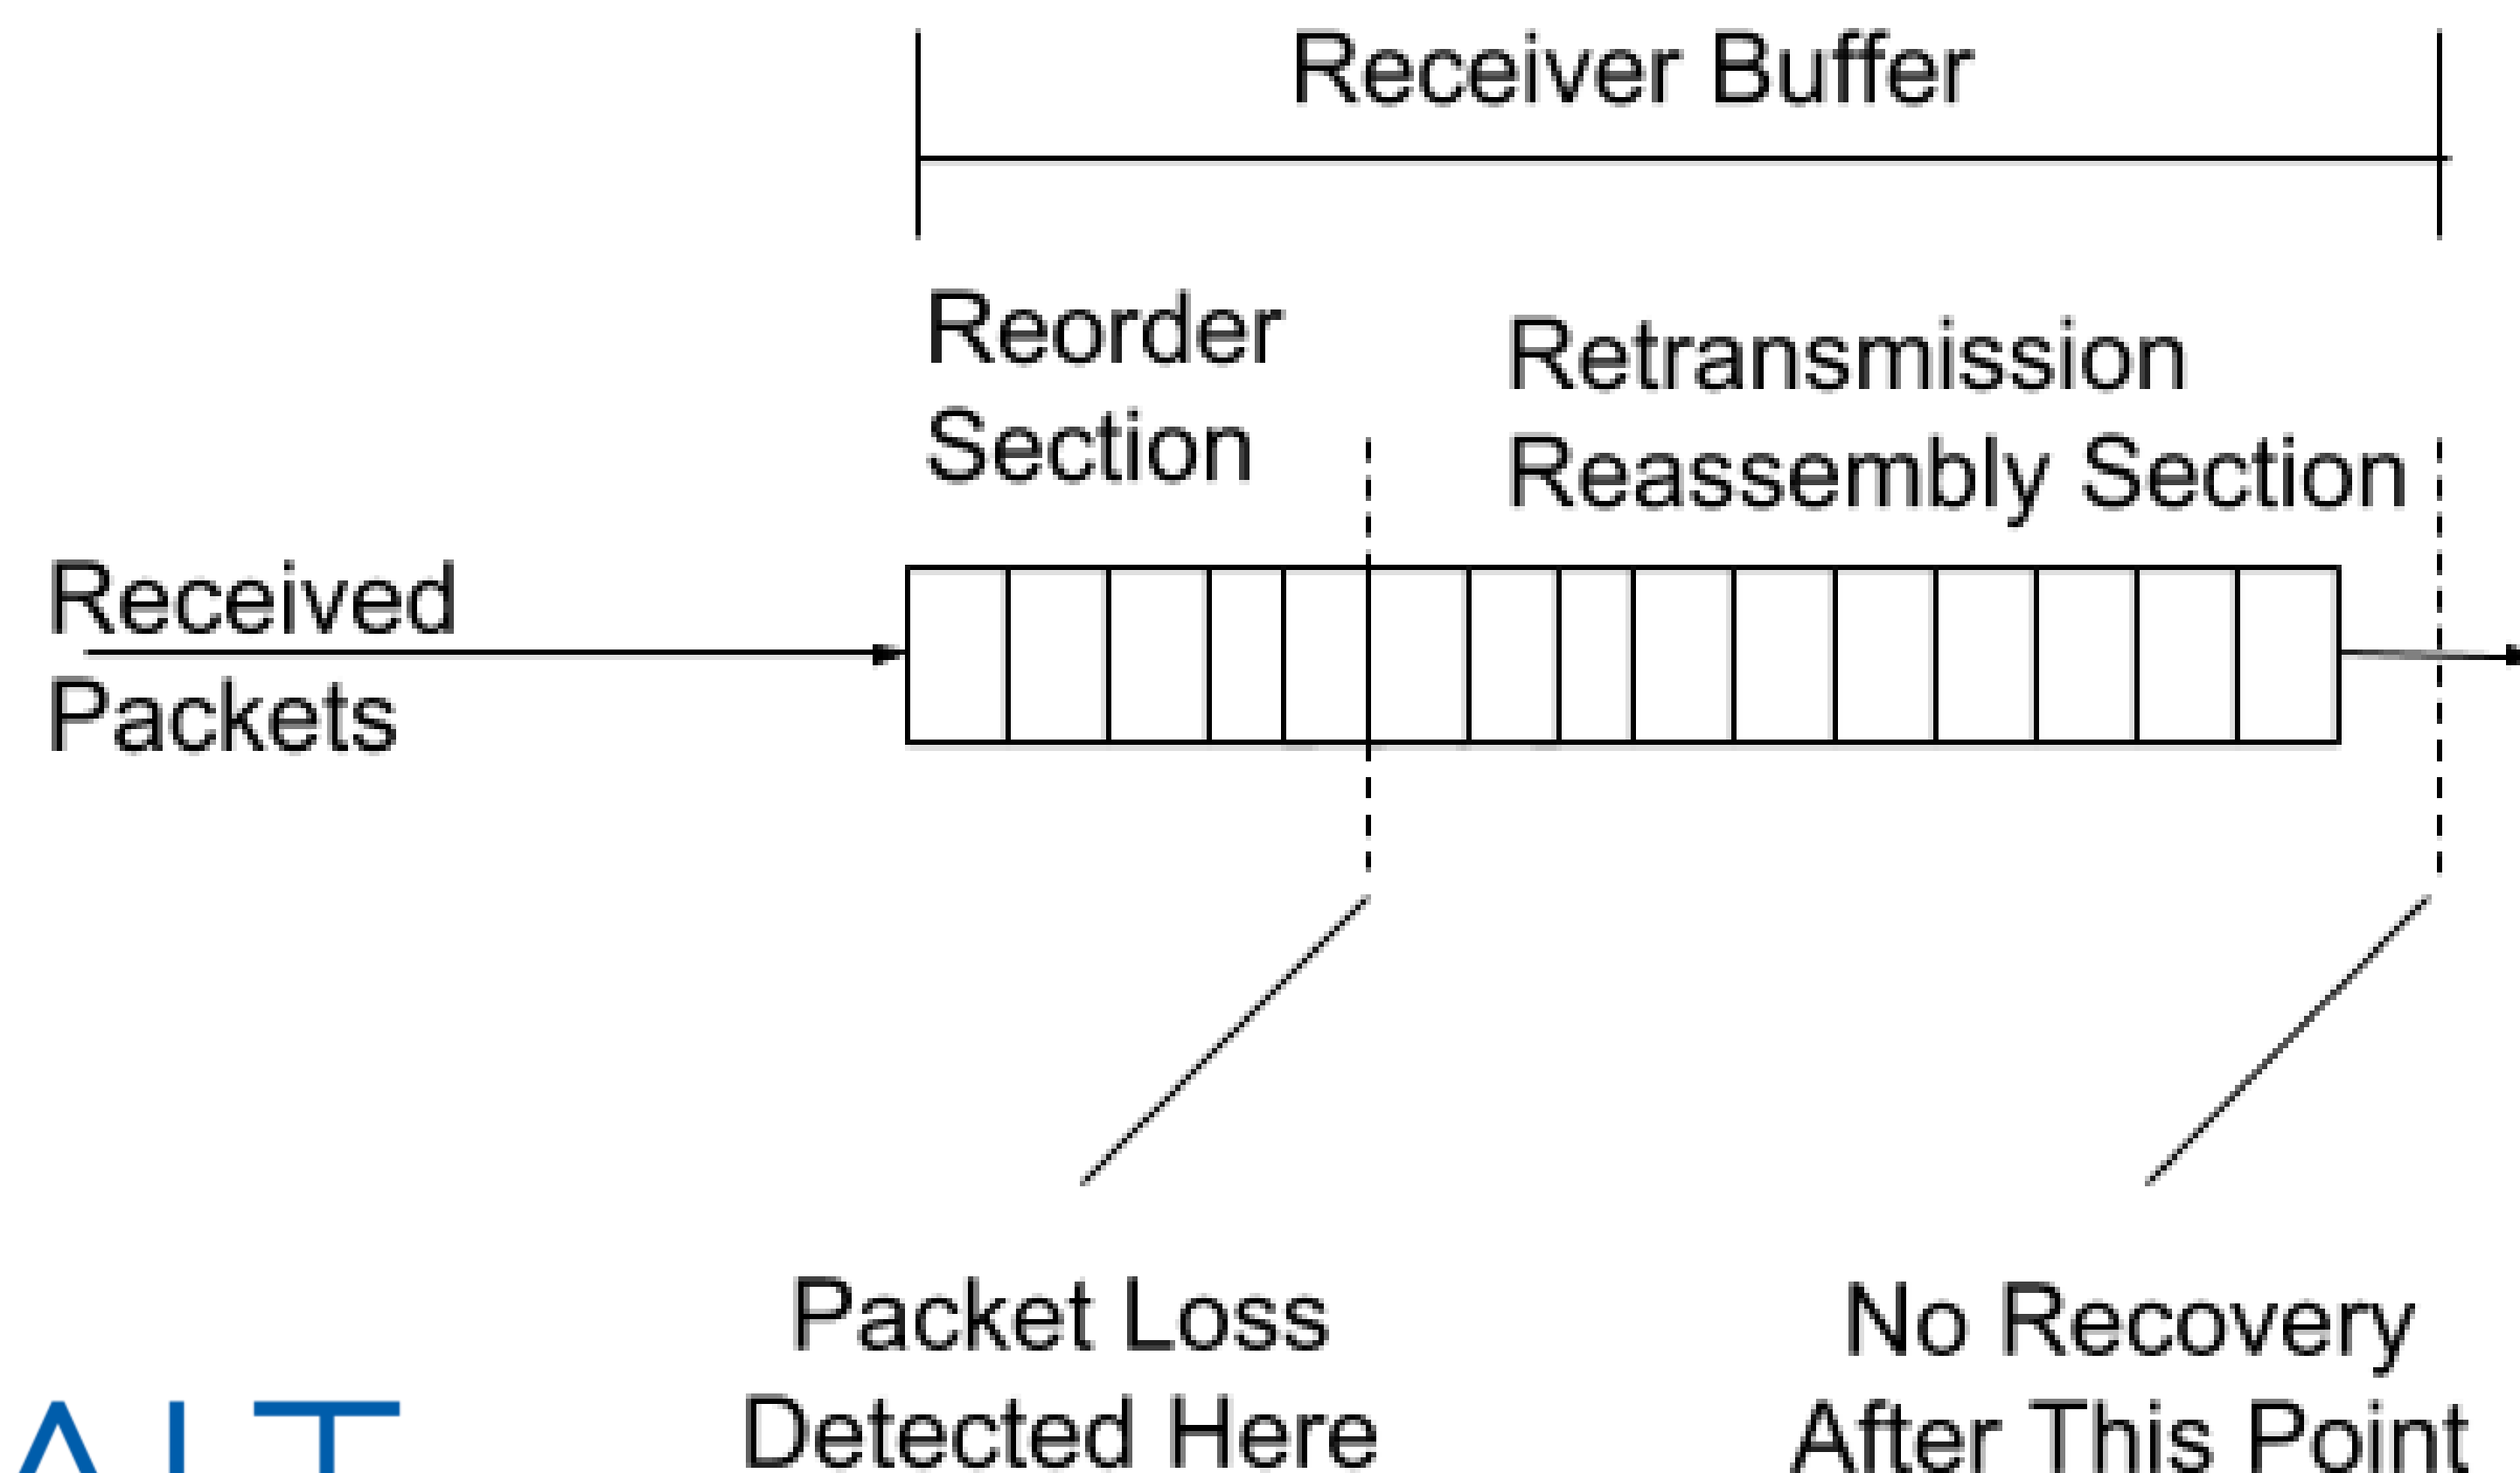 Receiver Buffer
Reorder
Section
Retransmission
Reassembly Section
Received
Packets
Packet Loss
Detected Here
No Recovery
After This Point